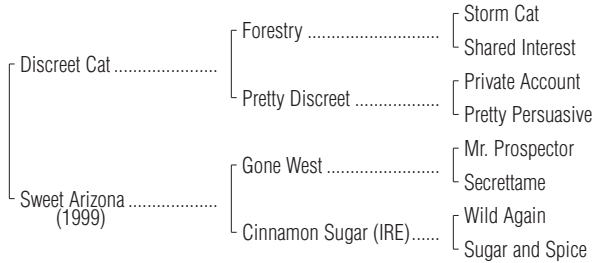 Storm Cat
Forestry ...........................
Shared Interest
Discreet Cat .....................
Private Account
Pretty Discreet .................
Pretty Persuasive
Mr. Prospector
Gone West .......................
Secrettame
Sweet Arizona ..................
(1999)
Wild Again
Cinnamon Sugar (IRE)......
Sugar and Spice